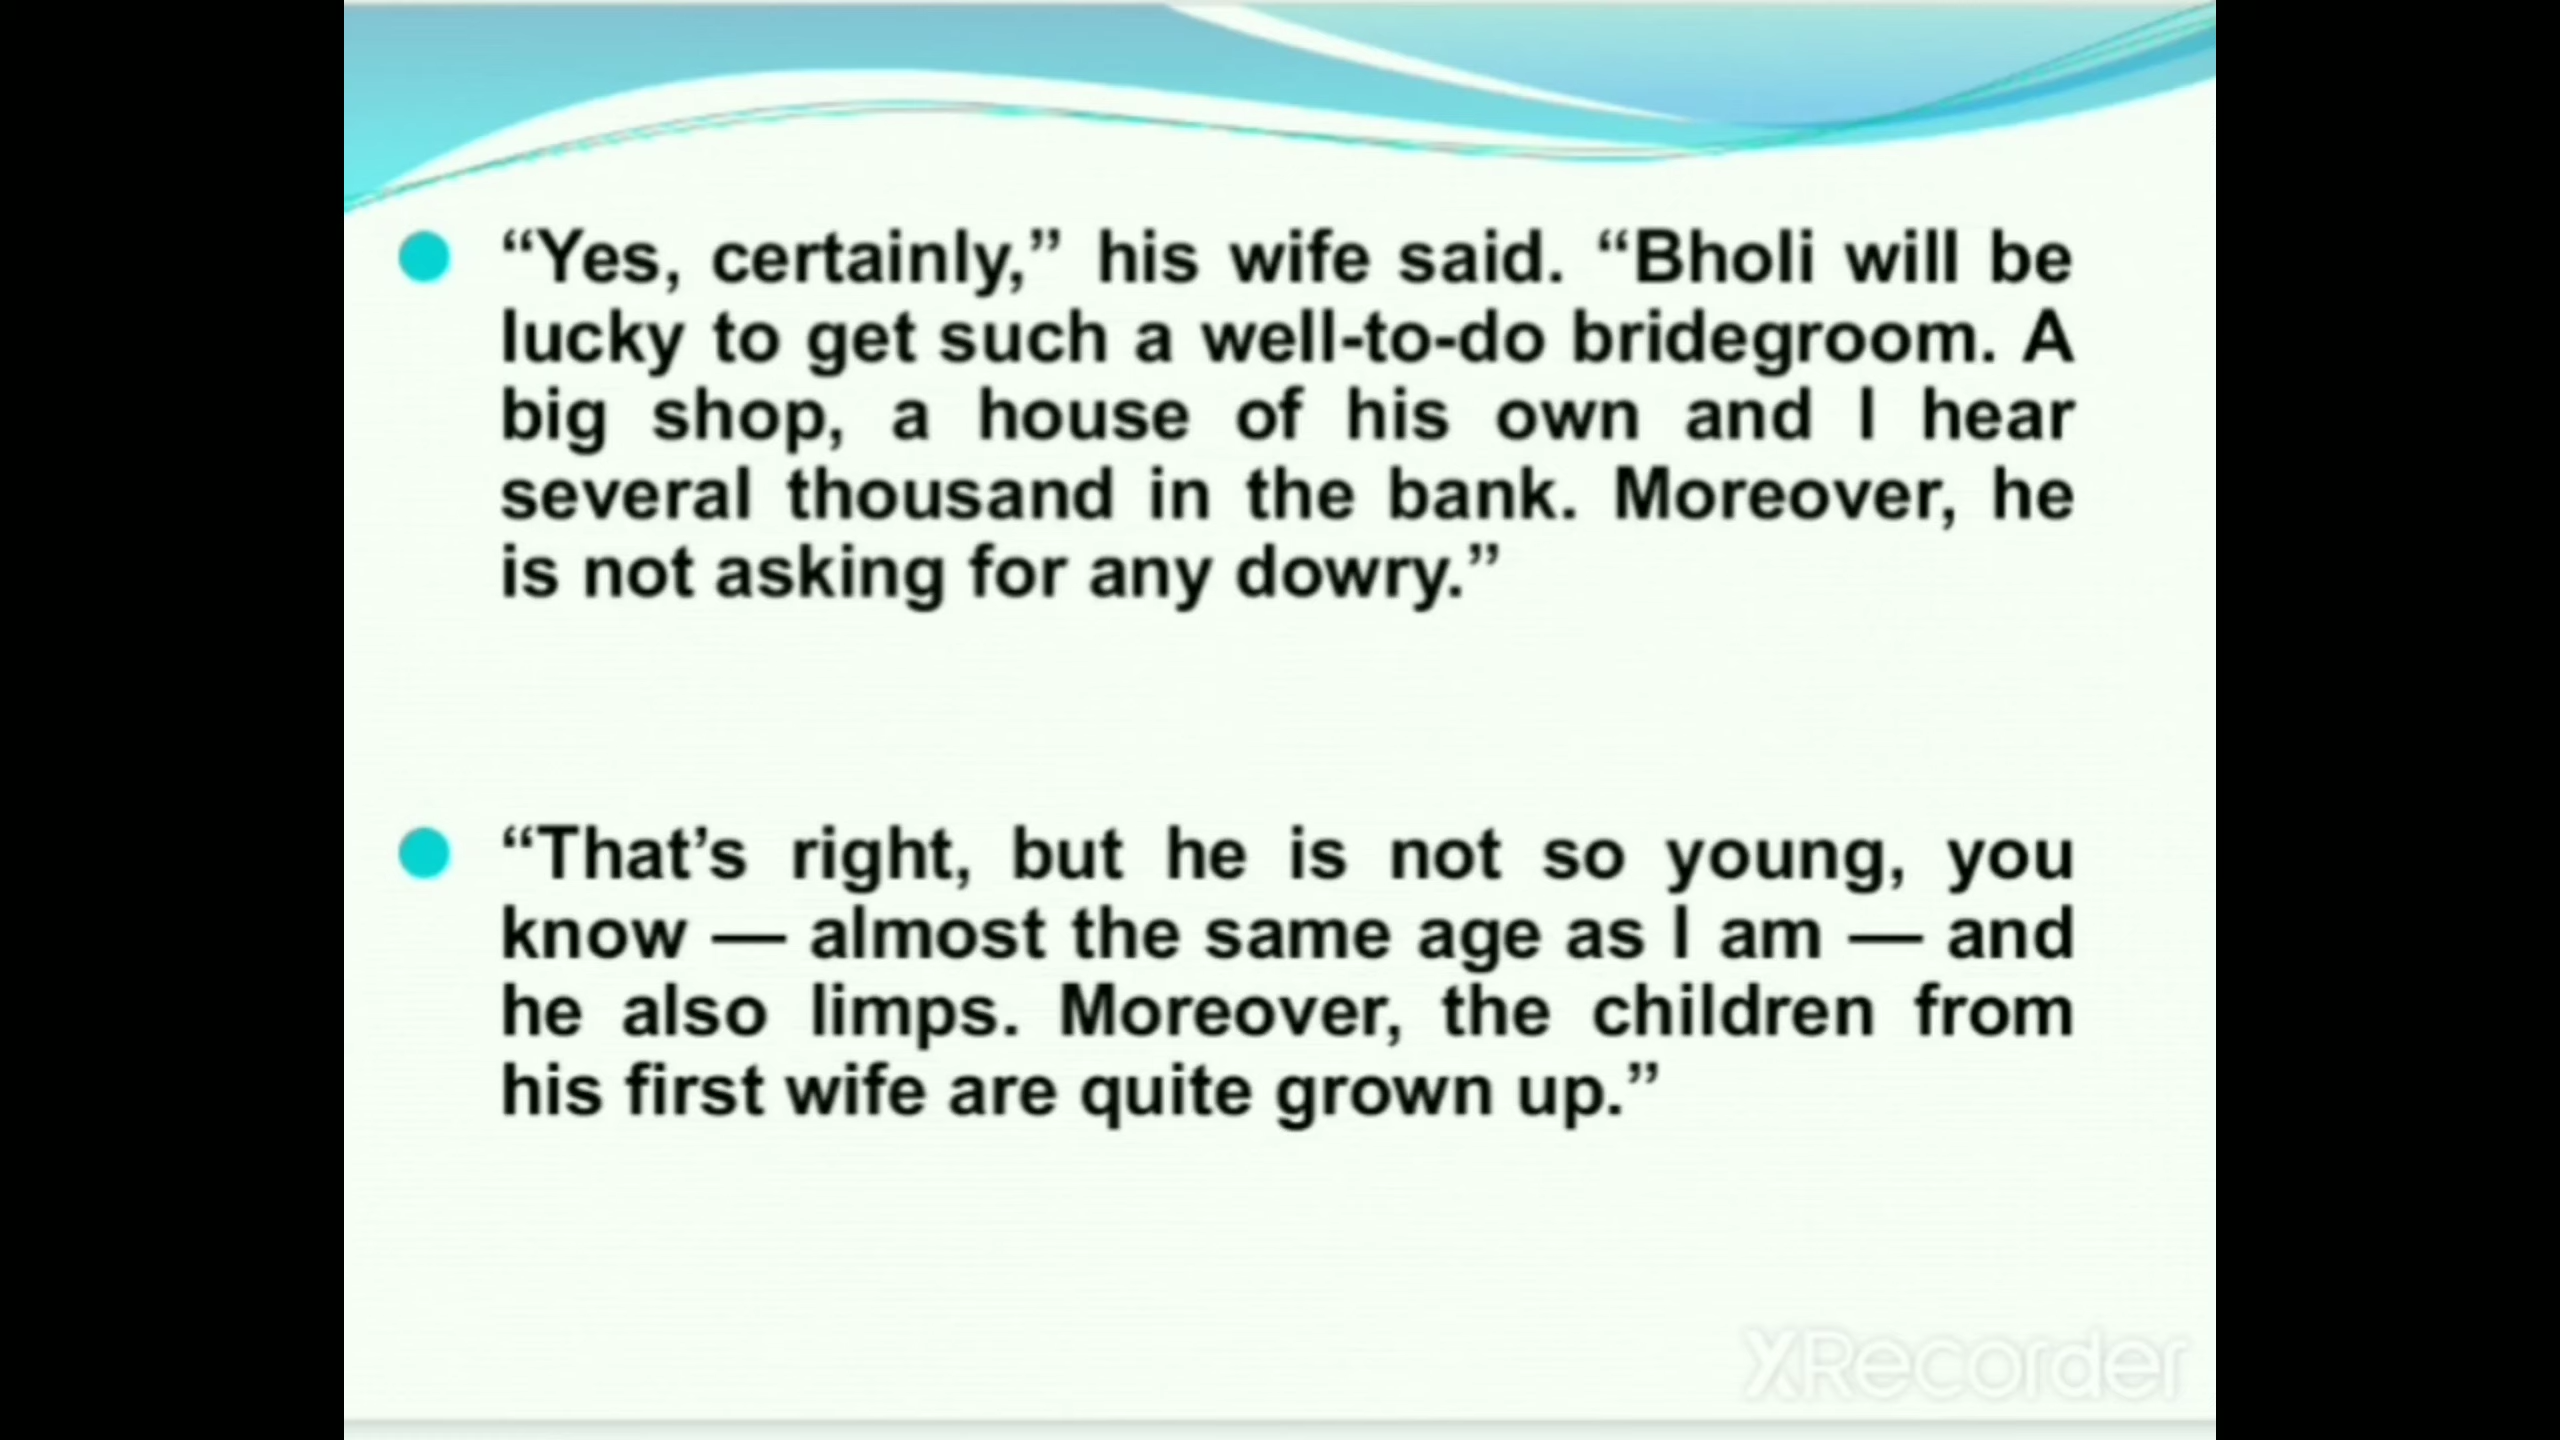 “Yes, certainly,” his wife said. “Bholi will be
lucky to get such a well-to-do bridegroom. A
big shop, a house of his own and I hear
several thousand in the bank. Moreover, he
is not asking for any dowry.”
“That’s right, but he is not so young, you
know — almost the same age as I am — and
he also limps. Moreover, the children from
his first wife are quite grown up.”
XRecorder